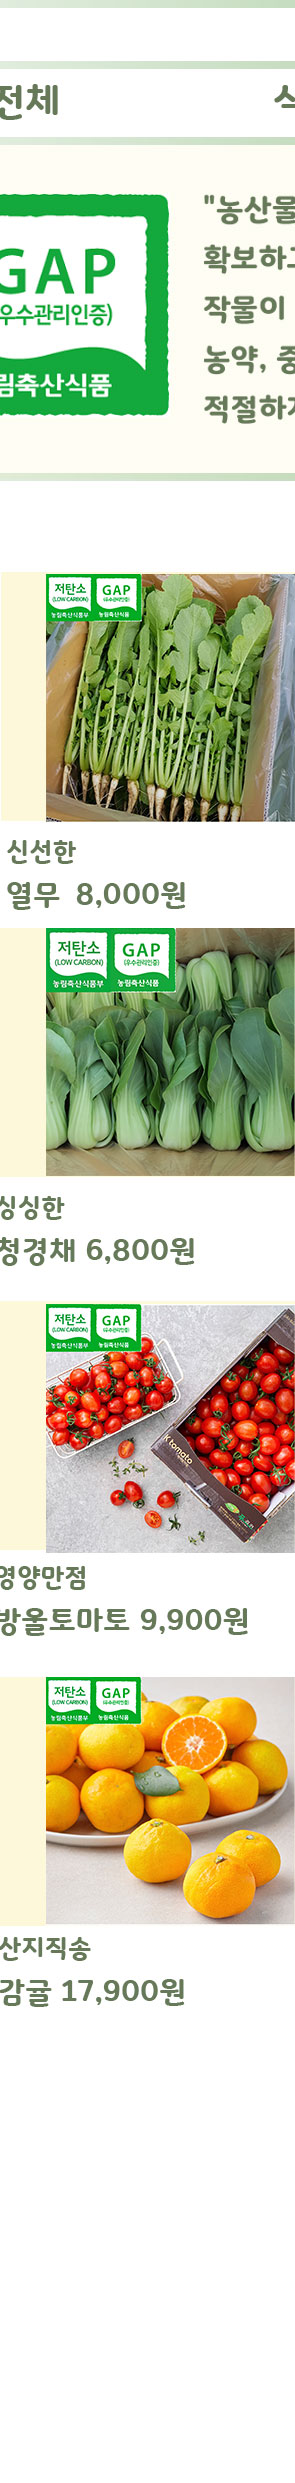 전체 식
GAP
(우수관리인증)
림축산식품
"농산물
확보하고
작물이
농약, 중
적절하게
저탄소 GAP
(LOW CARBON) (우수관리인증)
농림축산식품부 농림축산식품
신선한
열무 8,000원
저탄소 GAP
(LOW CARBON) (우수관리인증)
농림축산식품부 농림축산식품
싱싱한
청경채 6,800원
저탄소 GAP
(LOW CARBON) (우수관리인증)
농림축산식품부 농림축산식품
K tomato
영양만점
방울토마토 9,900원
저탄소 GAP
(LOW CARBON) (우수관리인증)
농림축산식품부 농림축산식품
산지직송
감귤 17,900원